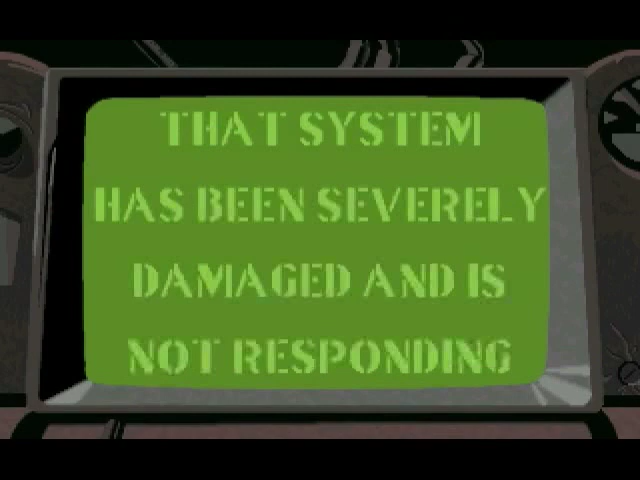 THAT SYSTEM
HAS BEEN SEVERELY
DAMAGED AND IS
NOT RESPONDING